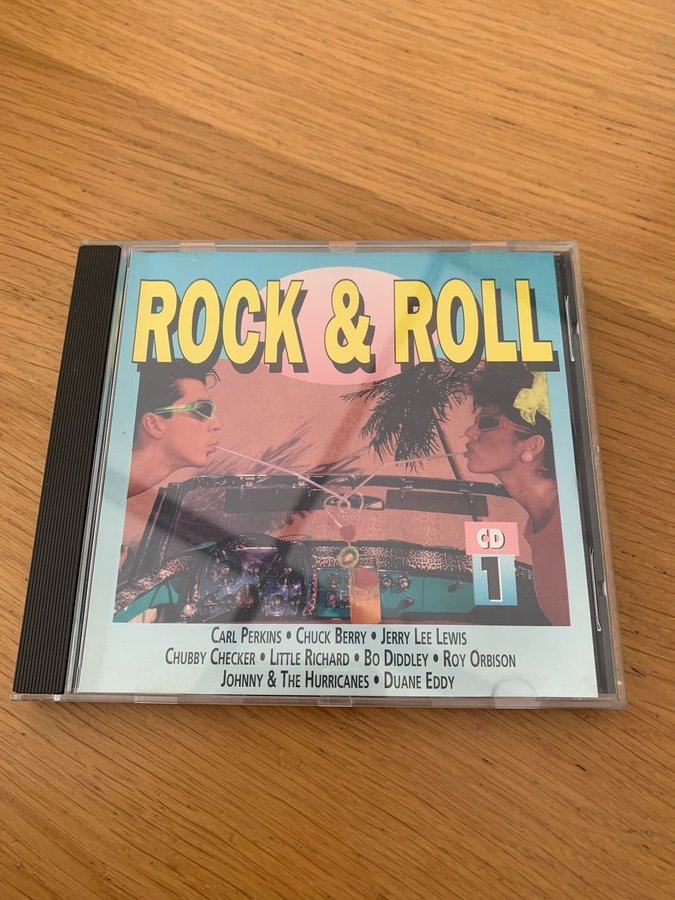 ROCK & ROLL
CD
1
CARL PERKINS • CHUCK BERRY • JERRY LEE LEWIS
CHUBBY CHECKER • LITTLE RICHARD • BO DIDDLEY • ROY ORBISON
JOHNNY & THE HURRICANES • DUANE EDDY